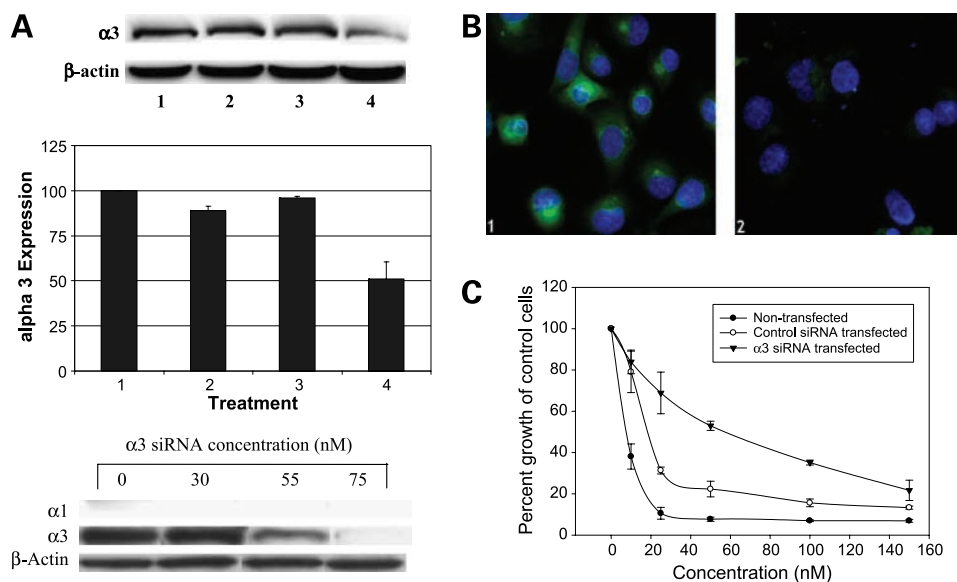 A
α3
β-actin
1 2 3 4
alpha 3 Expression
125
100
75
50
25
0
1 2 3 4
Treatment
α3 siRNA concentration (nM)
0 30 55 75
α1
α3
β-Actin
B
1
2
C
Percent growth of control cells
120
100
80
60
40
20
0
Non-transfected
Control siRNA transfected
α3 siRNA transfected
0 20 40 60 80 100 120 140 160
Concentration (nM)